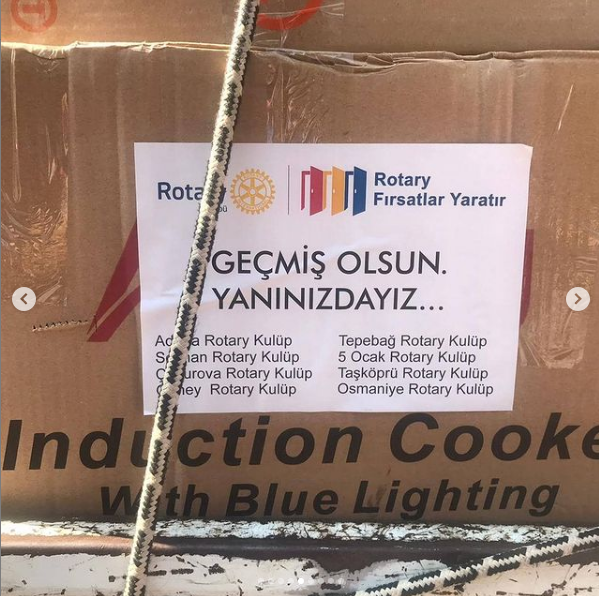 Rotary
Fırsatlar Yaratır
GEÇMİŞ OLSUN.
YANINIZDAYIZ...
Rotary Kulüp
Rotary Kulüp
Rotary Kulüp
Rotary Kulüp
Tepebağ Rotary Kulüp
5 Ocak Rotary Kulüp
Taşköprü Rotary Kulüp
Osmaniye Rotary Kulüp
Induction Cooke
With Blue Lighting